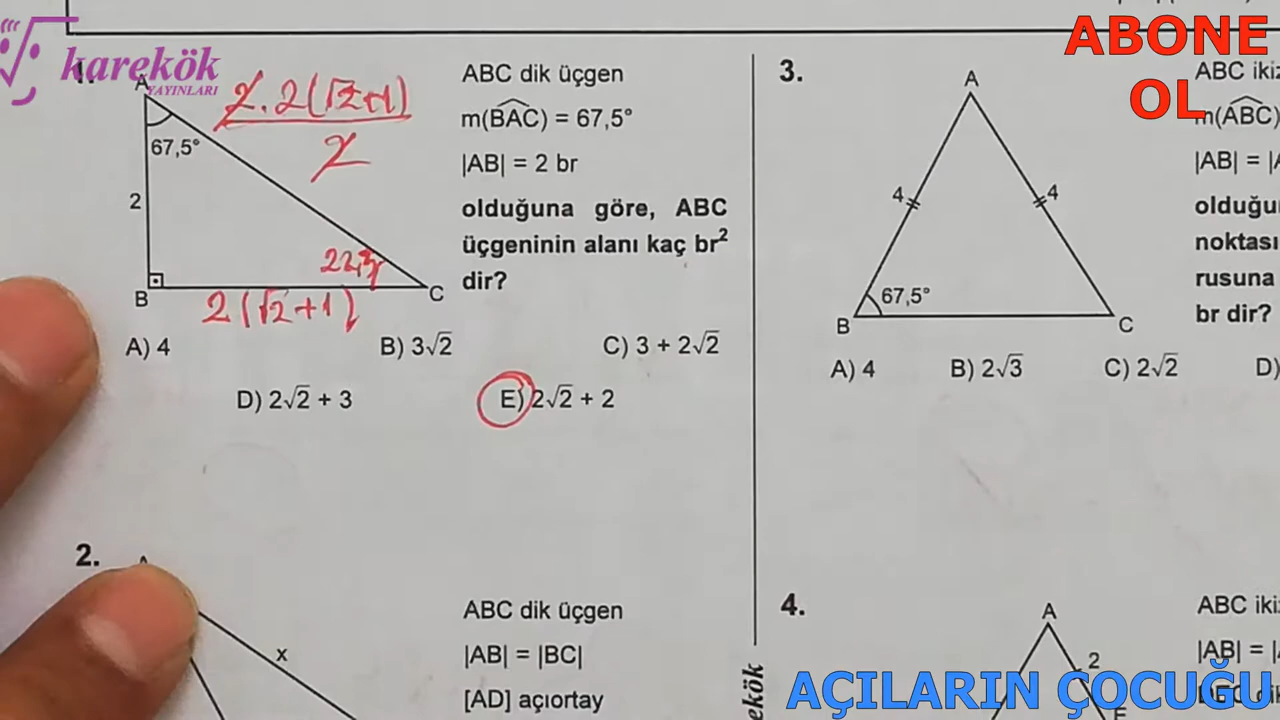 karekök
YAYINLARI
ABONE
OL
1.
A
67,5°
2
B
C
2.2(√2+1)
2
22,5
2(√2+1)
ABC dik üçgen
m(BAC) = 67,5°
|AB| = 2 br
olduğuna göre, ABC
üçgeninin alanı kaç br²
dir?
A) 4
B) 3√2
C) 3 + 2√2
D) 2√2 + 3
E) 2√2 + 2
2.
x
ABC dik üçgen
|AB| = |BC|
[AD] açıortay
3.
A
4
4
67,5°
B
C
ABC ikiz
m(ABC)
|AB| = |A
noktası
rusuna
br dir?
A) 4
B) 2√3
C) 2√2
D)
4.
A
2
E
ABC ikiz
|AB| = |
ekök
AÇILARIN ÇOCUĞU